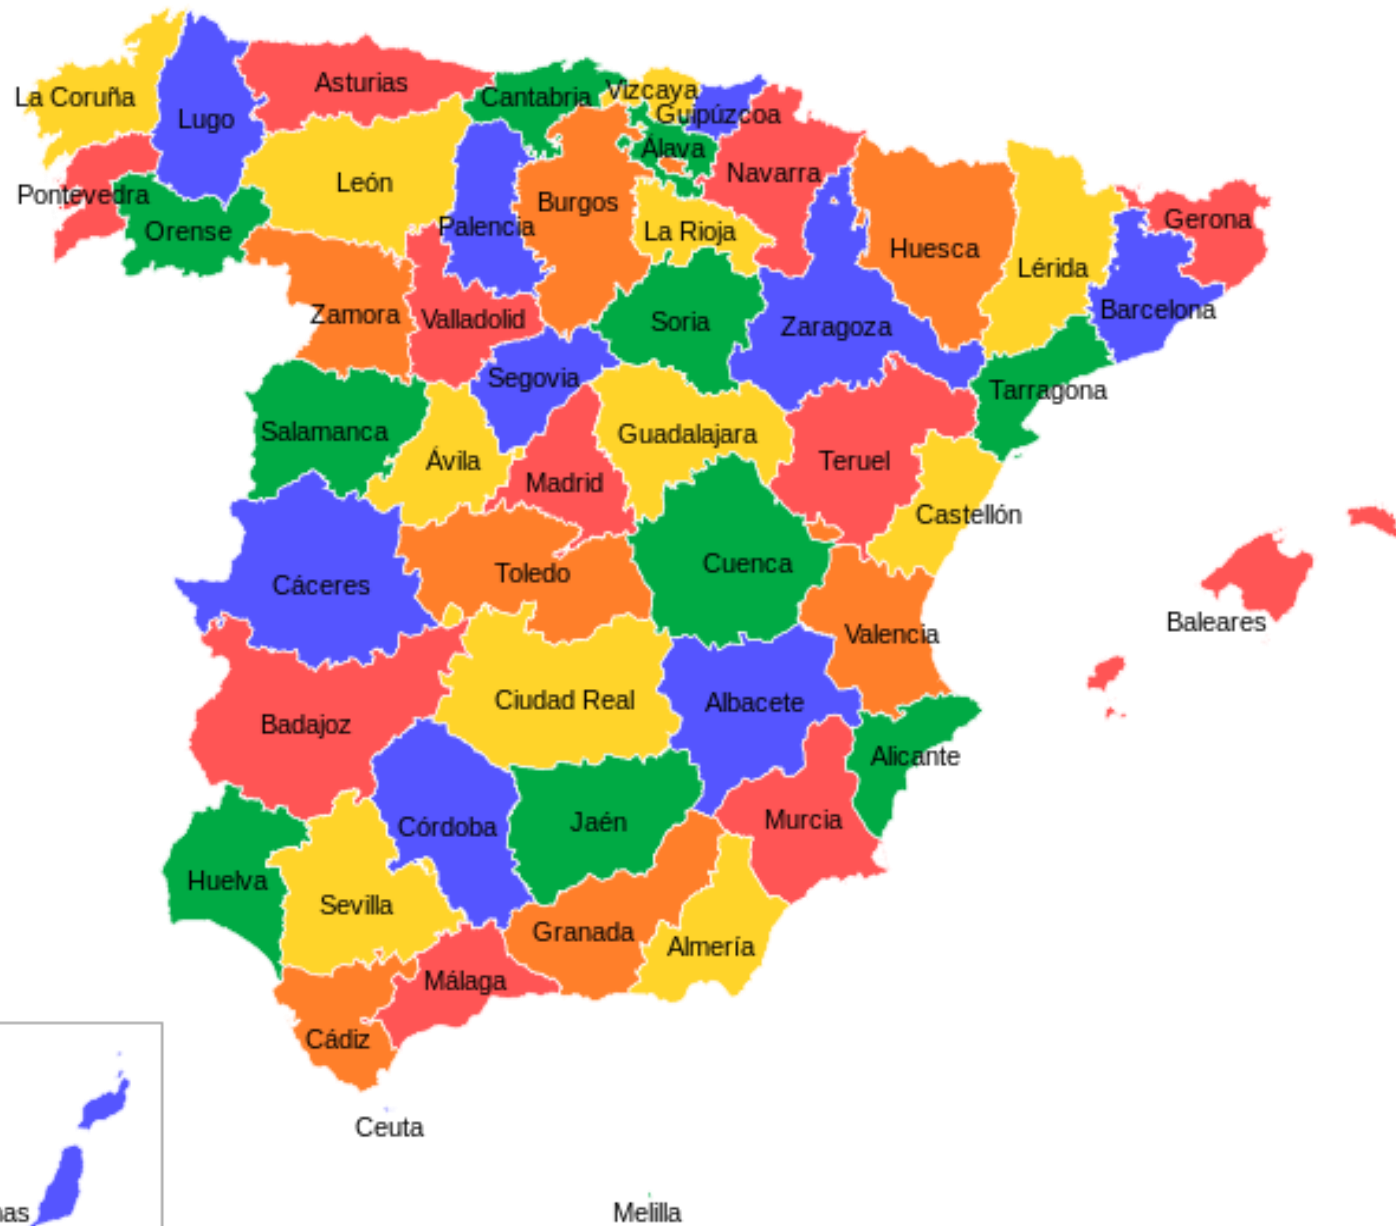 Vizcaya
Asturias
La Coruña
Cantabria
Guipúzcoa
Lugo
Álava
Navarra
León
Pontevedra
Burgos
Gerona
Palencia
Orense
La Rioja
Huesca
Lérida
Barcelona
Zamora
Valladolid
Soria
Zaragoza
Segovia
Tarragona
Salamanca
Guadalajara
Ávila
Teruel
Madrid
Castellón
Cuenca
Toledo
Cáceres
Baleares
Valencia
Ciudad Real
Albacete
Badajoz
Alicante
Murcia
Jaén
Córdoba
Huelva
Sevilla
Granada
Almería
Málaga
Cádiz
Ceuta
Melilla